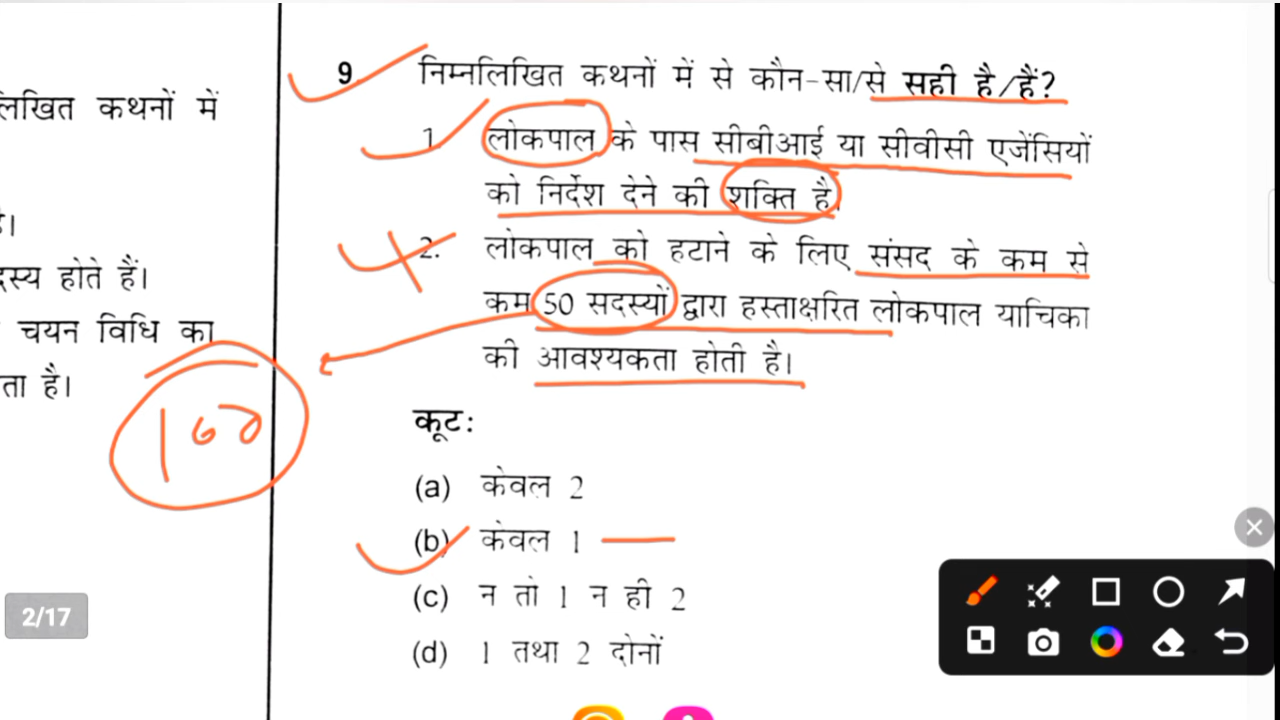 लिखित कथनों में
है।
दस्य होते हैं।
चयन विधि का
ता है।
100
9 निम्नलिखित कथनों में से कौन-सा/से सही है/हैं?
1. लोकपाल के पास सीबीआई या सीवीसी एजेंसियों
को निर्देश देने की शक्ति है।
2. लोकपाल को हटाने के लिए संसद के कम से
कम 50 सदस्यों द्वारा हस्ताक्षरित लोकपाल याचिका
की आवश्यकता होती है।
कूट:
(a) केवल 2
(b) केवल 1
(c) न तो 1 न ही 2
(d) 1 तथा 2 दोनों
2/17